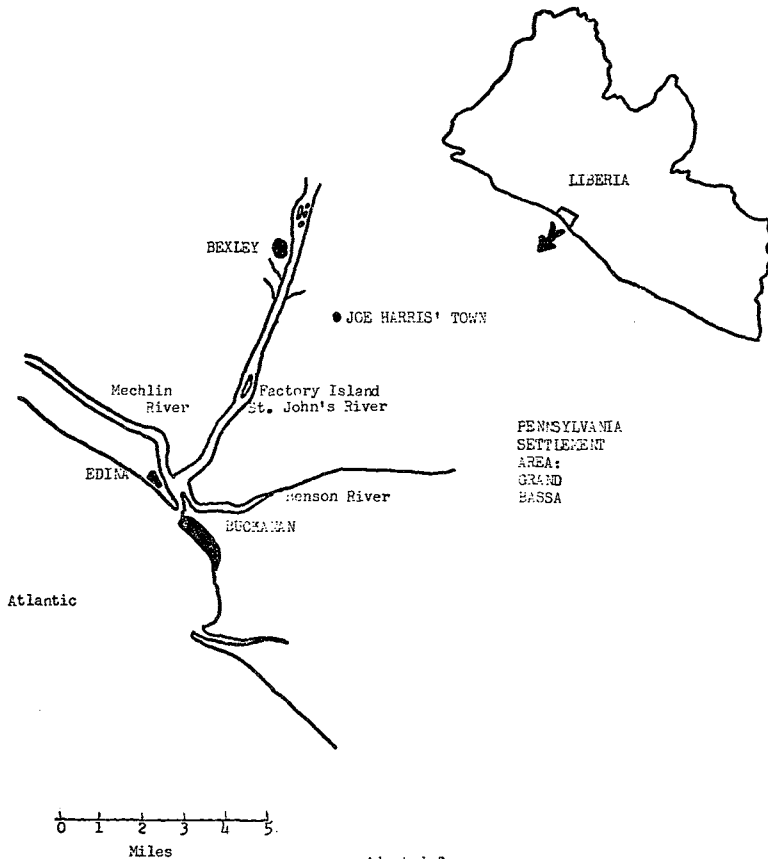 LIBERIA
BEXLEY
JOE HARRIS' TOWN
Mechlin
River
Factory Island
St. John's River
PENNSYLVANIA
SETTLEMENT
AREA:
GRAND
BASSA
EDINA
Benson River
BUCHANAN
Atlantic
0 1 2 3 4 5
Miles